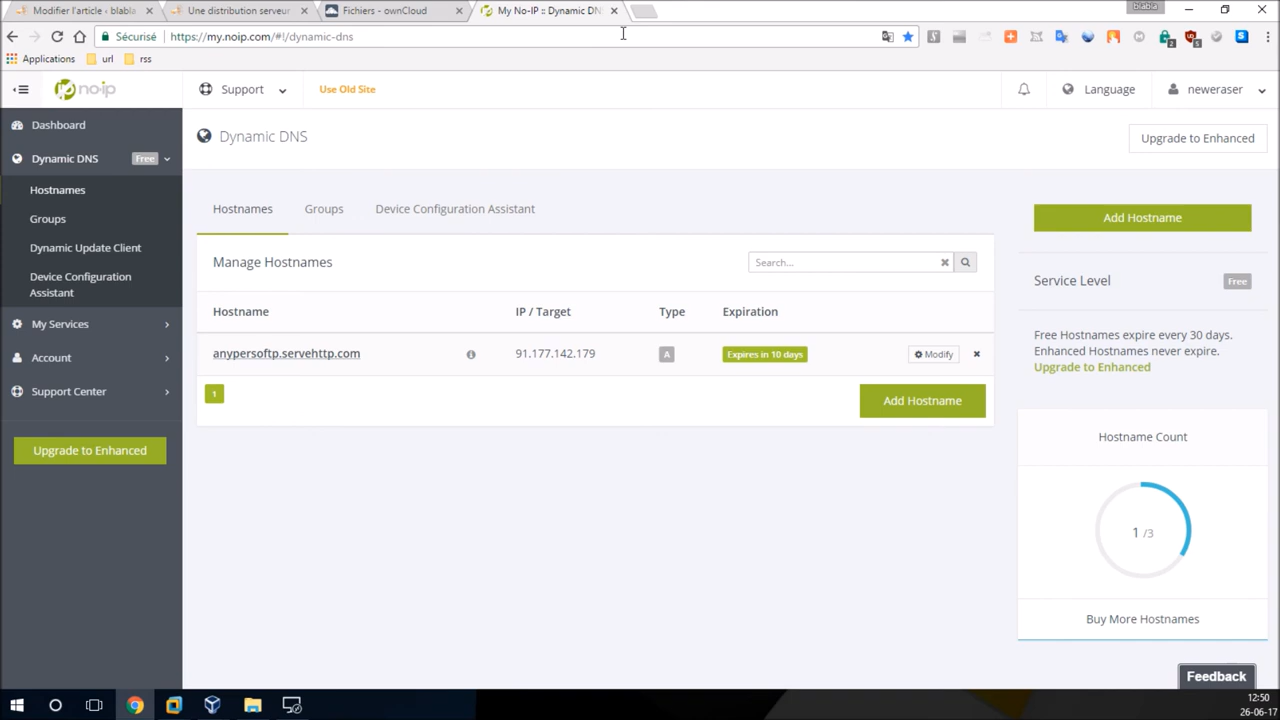 Modifier l'article ‹ blabla
Une distribution serveur
Fichiers - ownCloud
My No-IP :: Dynamic DNS
blabla
Sécurisé
https://my.noip.com/#!/dynamic-dns
Applications
url
rss
no-ip
Support
Use Old Site
Language
neweraser
Dashboard
Dynamic DNS
Free
Hostnames
Groups
Dynamic Update Client
Device Configuration
Assistant
My Services
Account
Support Center
Upgrade to Enhanced
Dynamic DNS
Upgrade to Enhanced
Hostnames
Groups
Device Configuration Assistant
Manage Hostnames
Search...
Hostname
IP / Target
Type
Expiration
anypersoftp.servehttp.com
91.177.142.179
A
Expires in 10 days
Modify
1
Add Hostname
Add Hostname
Service Level
Free
Free Hostnames expire every 30 days.
Enhanced Hostnames never expire.
Upgrade to Enhanced
Hostname Count
1 /3
Buy More Hostnames
Feedback
12:50
26-06-17